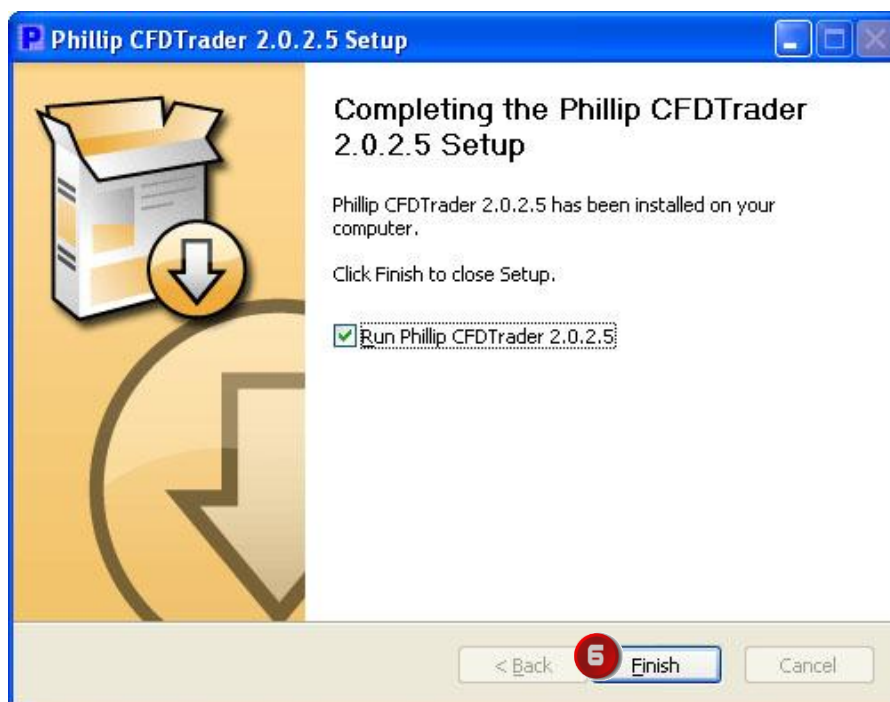 P Phillip CFDTrader 2.0.2.5 Setup
Completing the Phillip CFDTrader
2.0.2.5 Setup
Phillip CFDTrader 2.0.2.5 has been installed on your
computer.
Click Finish to close Setup.
Run Phillip CFDTrader 2.0.2.5
< Back 6 Finish Cancel